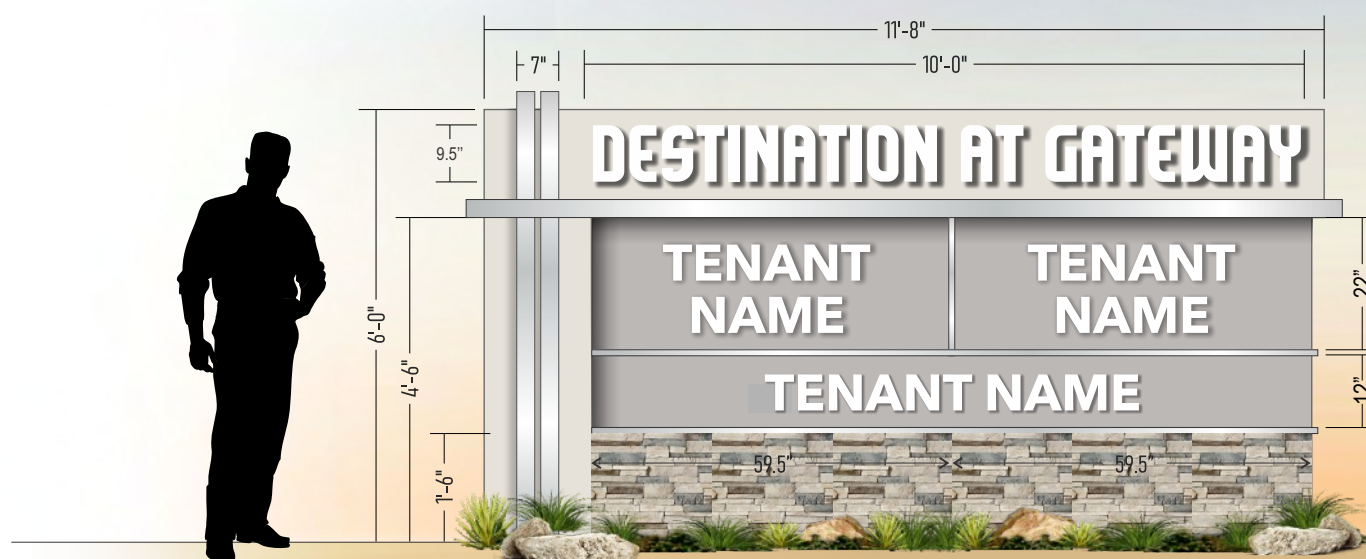 11'-8"
7"
10'-0"
9.5”
DESTINATION AT GATEWAY
6'-0"
4'-6"
1'-6"
TENANT
NAME
TENANT
NAME
22”
TENANT NAME
12”
59.5”
59.5”